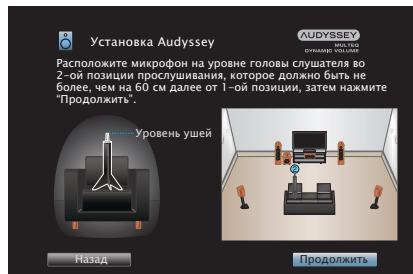 Установка Audyssey
AUDYSSEY
MULTEQ
DYNAMIC VOLUME
Расположите микрофон на уровне головы слушателя во
2-ой позиции прослушивания, которое должно быть не
более, чем на 60 см далее от 1-ой позиции, затем нажмите
"Продолжить".
Уровень ушей
2
Назад
Продолжить